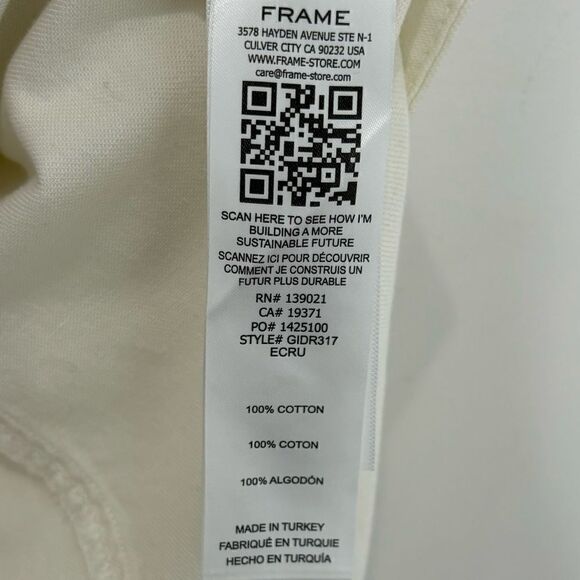 FRAME
3578 HAYDEN AVENUE STE N-1
CULVER CITY CA 90232 USA
WWW.FRAME-STORE.COM
care@frame-store.com
SCAN HERE TO SEE HOW I'M
BUILDING A MORE
SUSTAINABLE FUTURE
SCANNEZ ICI POUR DÉCOUVRIR
COMMENT JE CONSTRUIS UN
FUTUR PLUS DURABLE
RN# 139021
CA# 19371
PO# 1425100
STYLE# GIDR317
ECRU
100% COTTON
100% COTON
100% ALGODÓN
MADE IN TURKEY
FABRIQUÉ EN TURQUIE
HECHO EN TURQUÍA